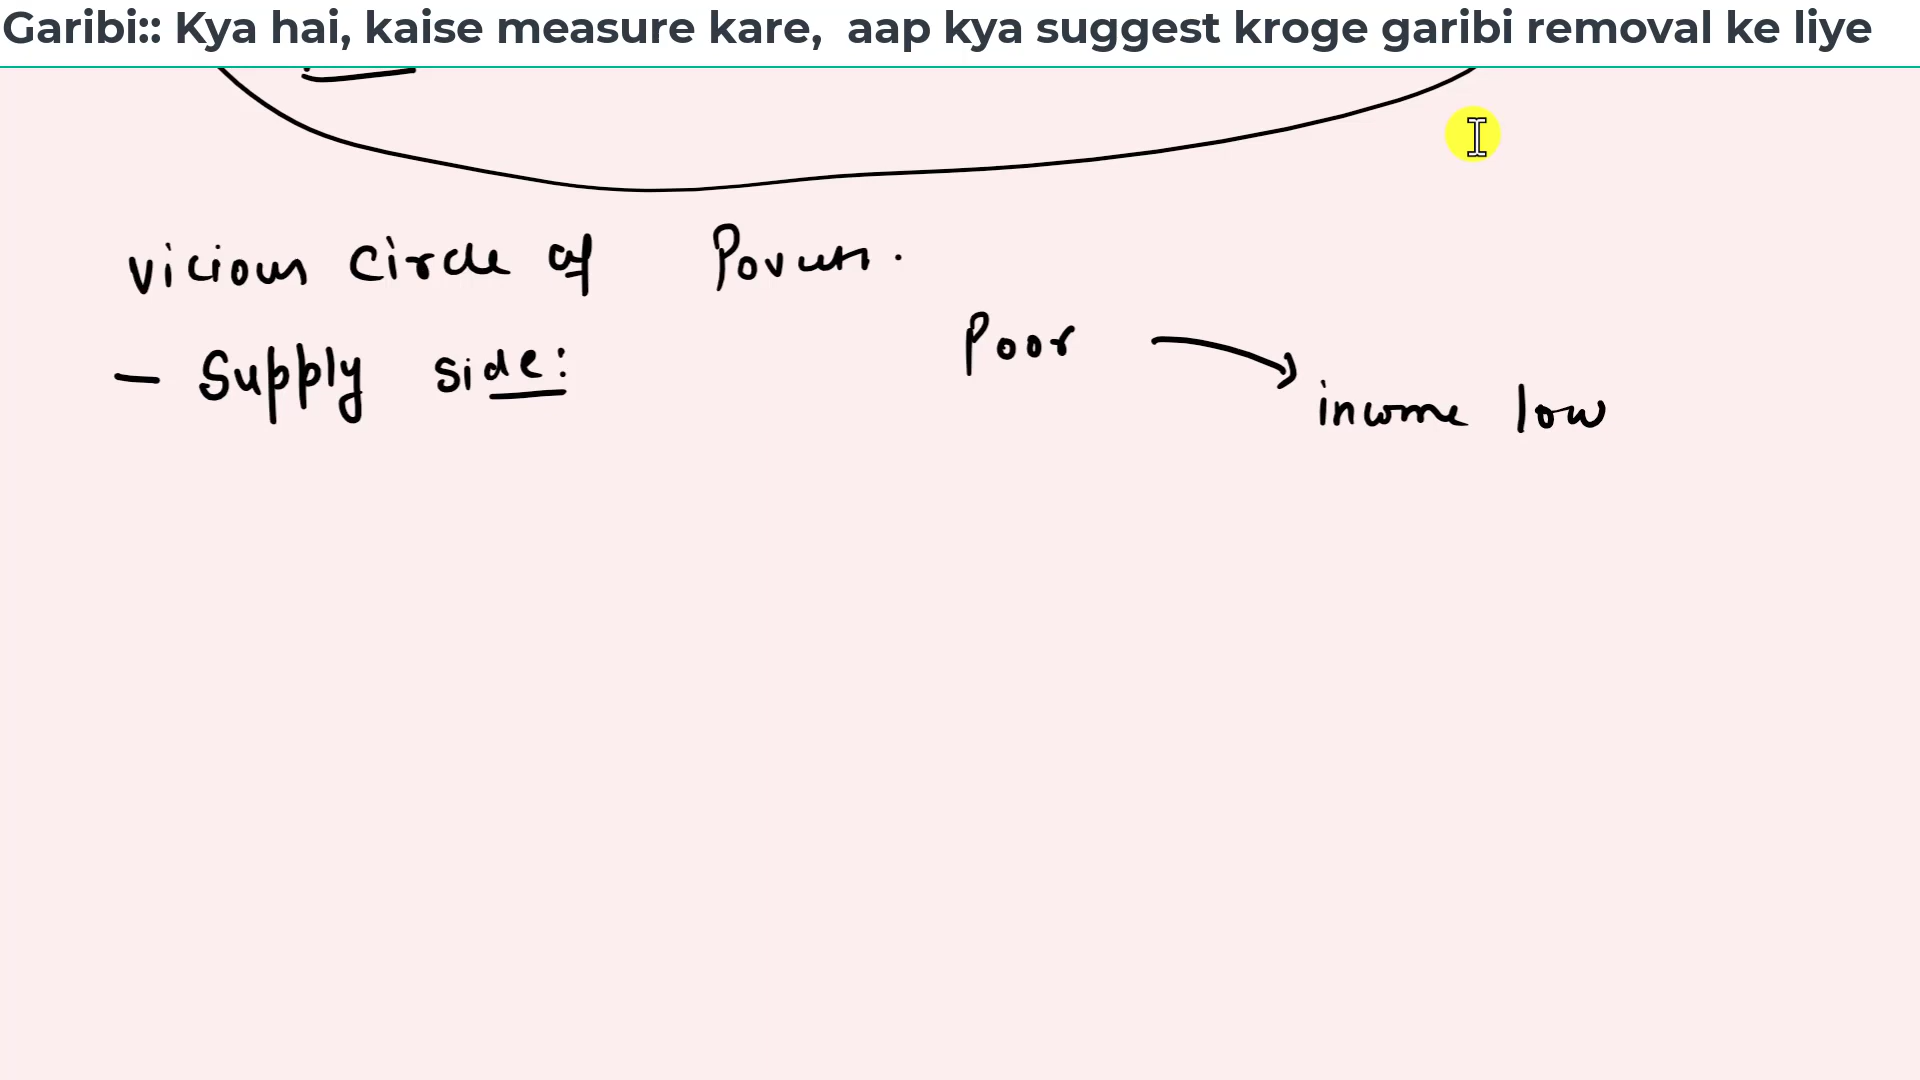 Garibi:: Kya hai, kaise measure kare, aap kya suggest kroge garibi removal ke liye
Vicious Circle of
Poor
- Supply side:
income low